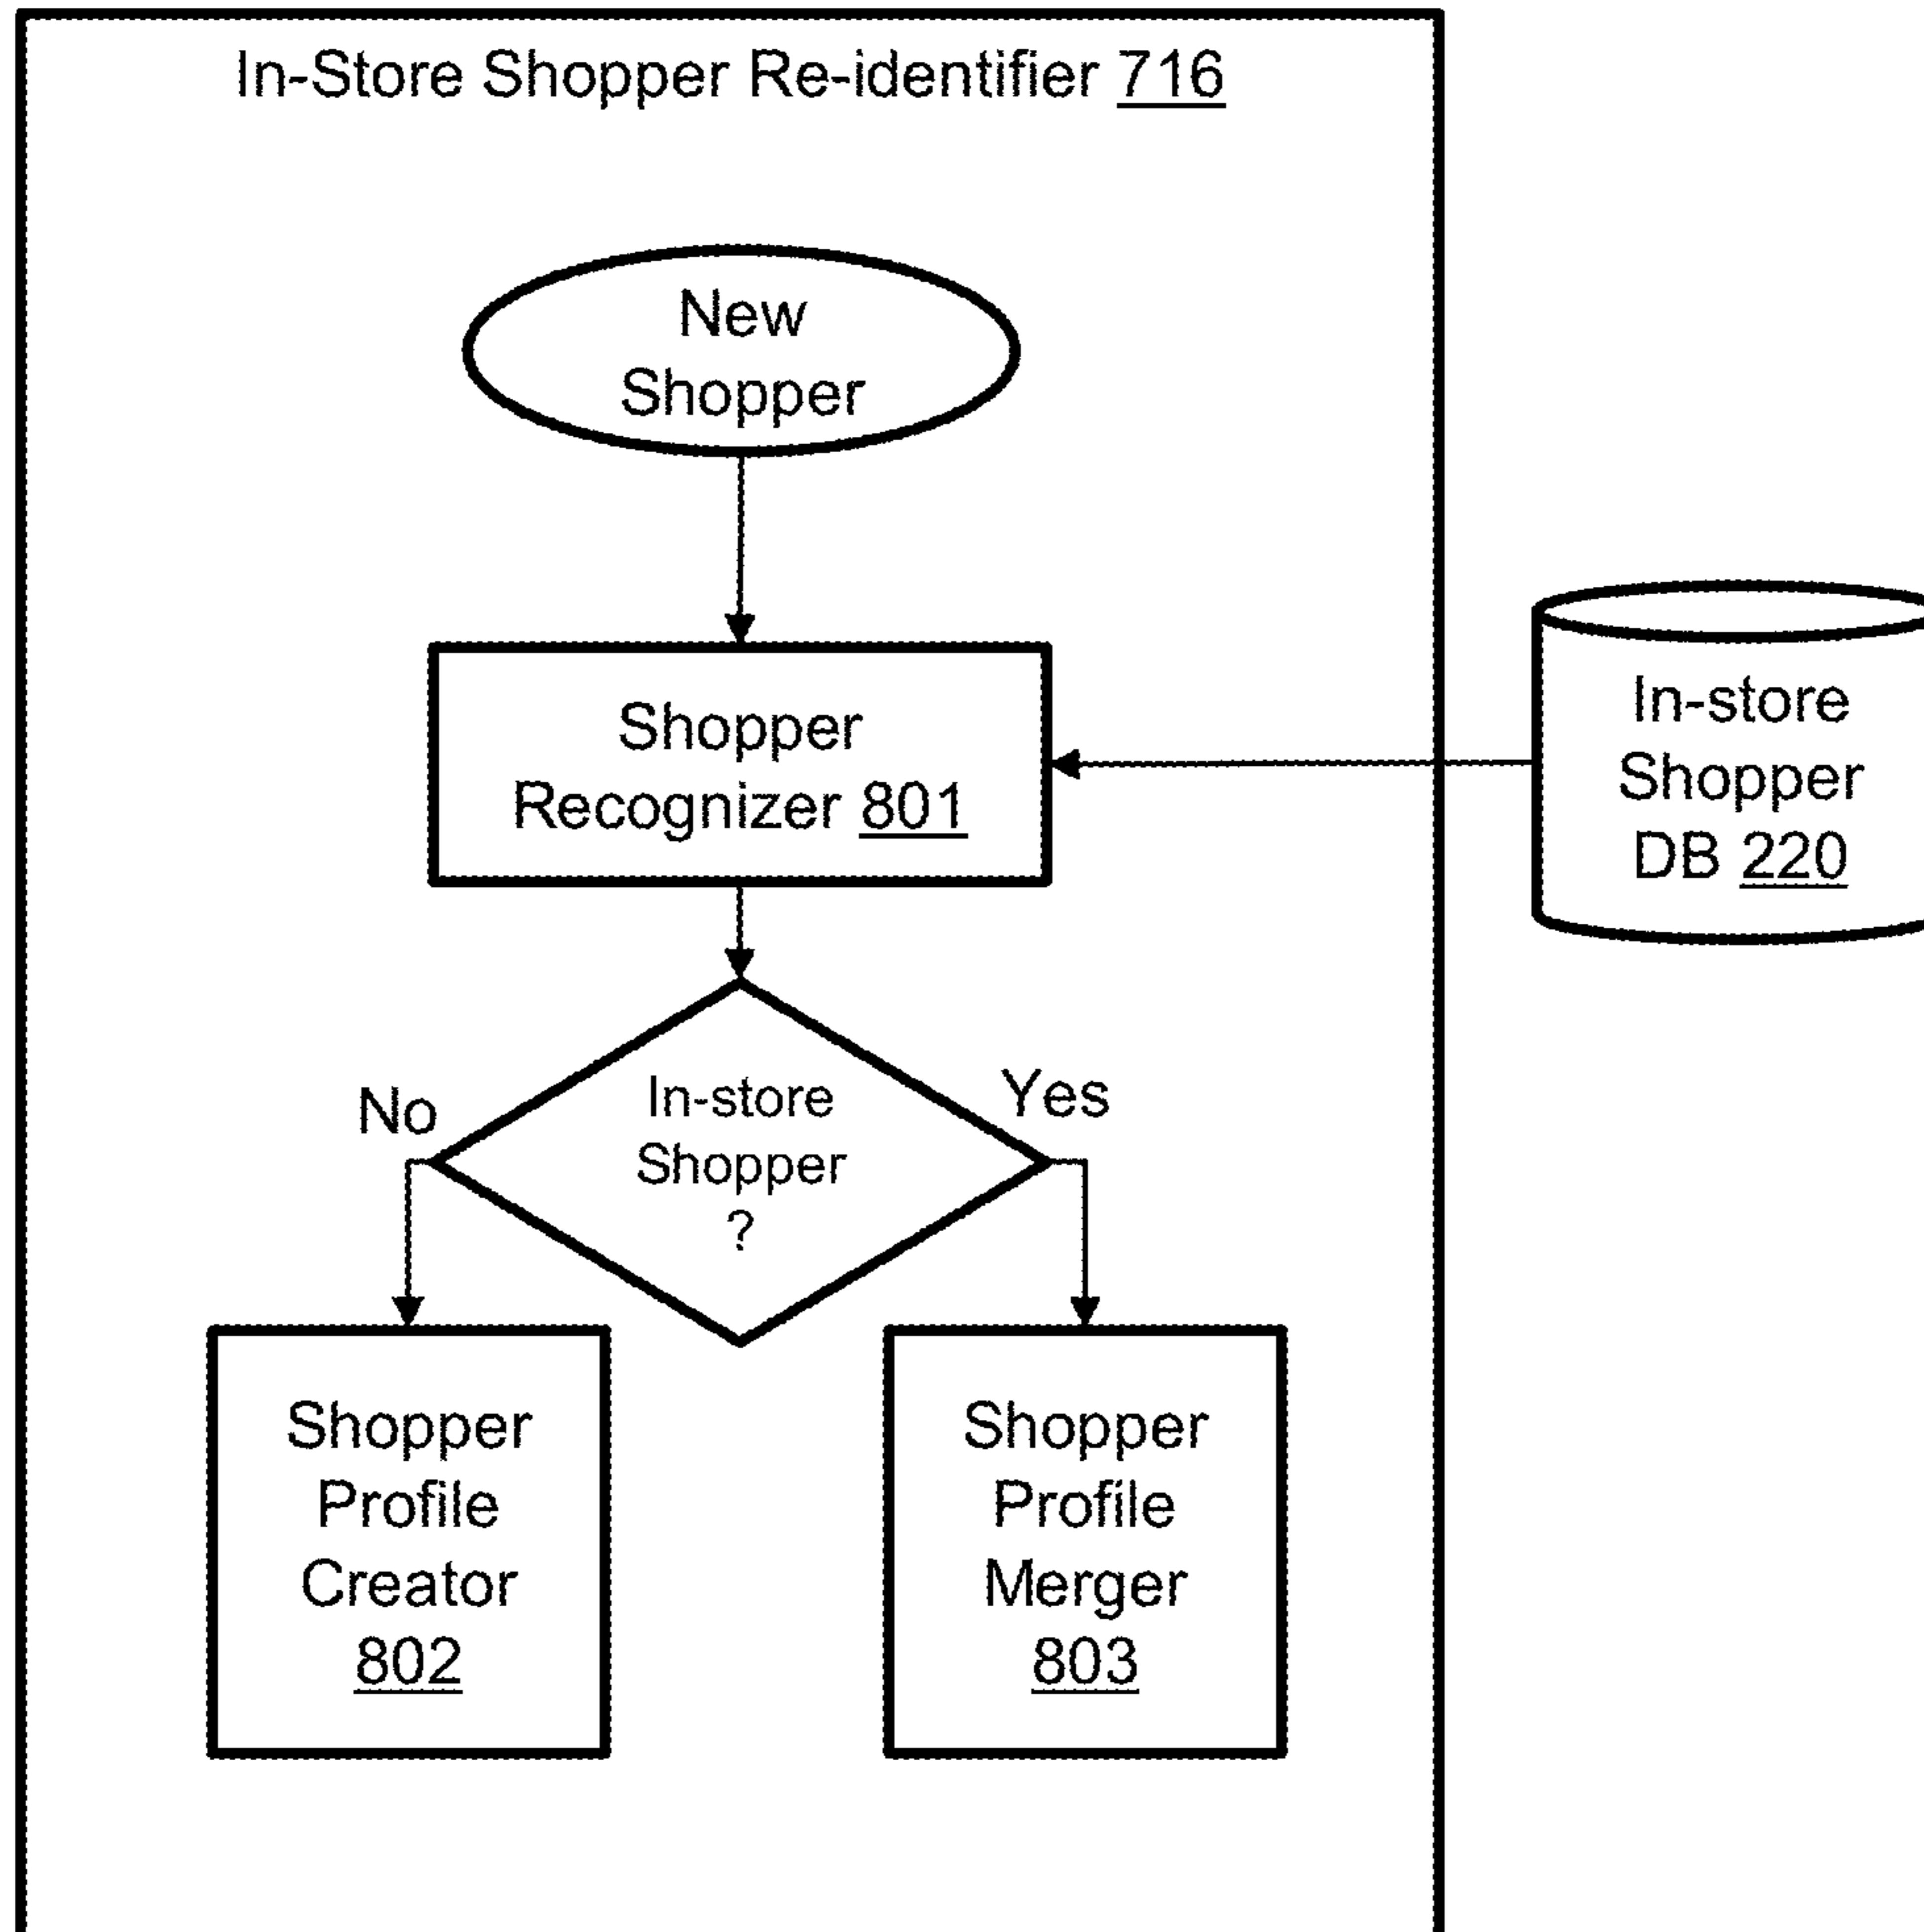 In-Store Shopper Re-identifier 716
New
Shopper
Shopper
Recognizer 801
In-store
Shopper
DB 220
No
In-store
Shopper
?
Yes
Shopper
Profile
Creator
802
Shopper
Profile
Merger
803